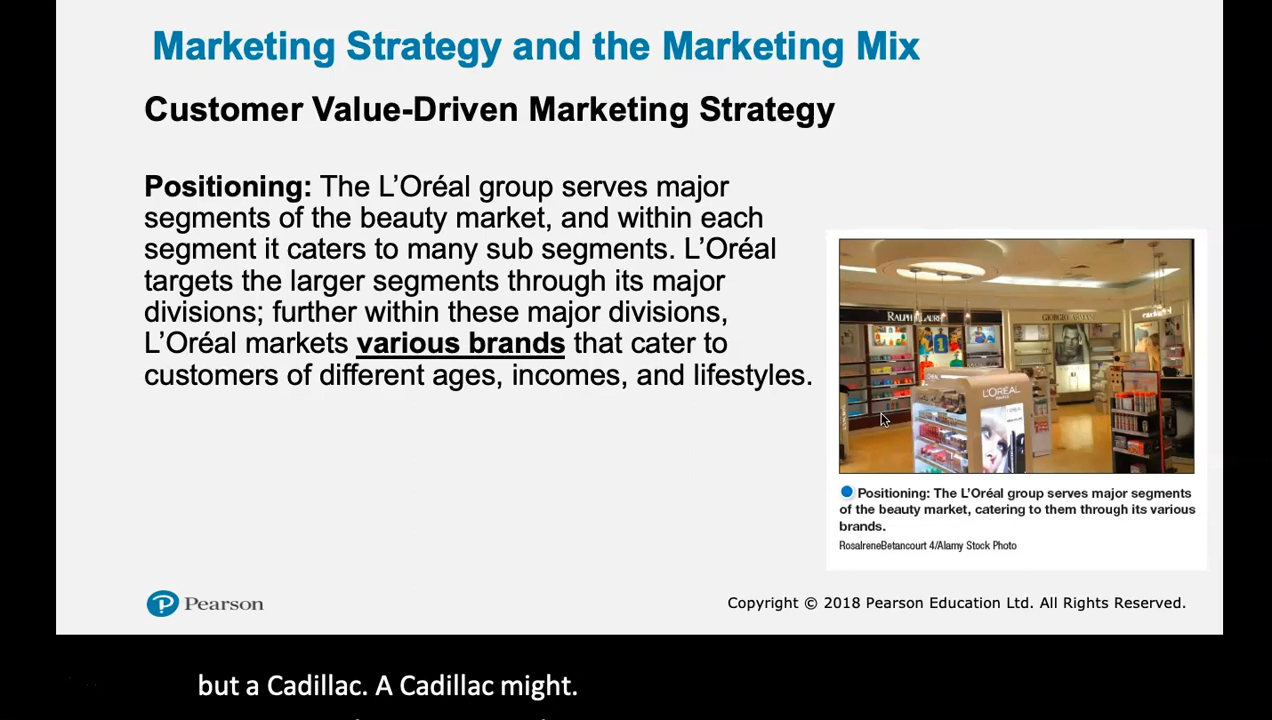 Marketing Strategy and the Marketing Mix
Customer Value-Driven Marketing Strategy
Positioning: The L’Oréal group serves major
segments of the beauty market, and within each
segment it caters to many sub segments. L’Oréal
targets the larger segments through its major
divisions; further within these major divisions,
L’Oréal markets various brands that cater to
customers of different ages, incomes, and lifestyles.
RALPH LAUREN
GIORGIO ARMANI
cacharel
L'ORÉAL
PARIS
Positioning: The L’Oréal group serves major segments
of the beauty market, catering to them through its various
brands.
RosaIreneBetancourt 4/Alamy Stock Photo
Pearson
Copyright © 2018 Pearson Education Ltd. All Rights Reserved.
but a Cadillac. A Cadillac might.